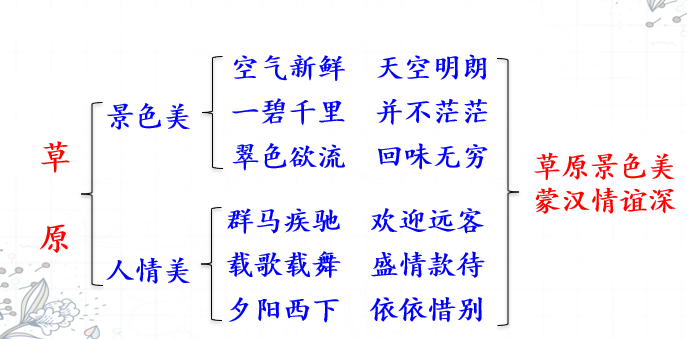 草原
景色美
空气新鲜 天空明朗
一碧千里 并不茫茫
翠色欲流 回味无穷
人情美
群马疾驰 欢迎远客
载歌载舞 盛情款待
夕阳西下 依依惜别
草原景色美
蒙汉情谊深